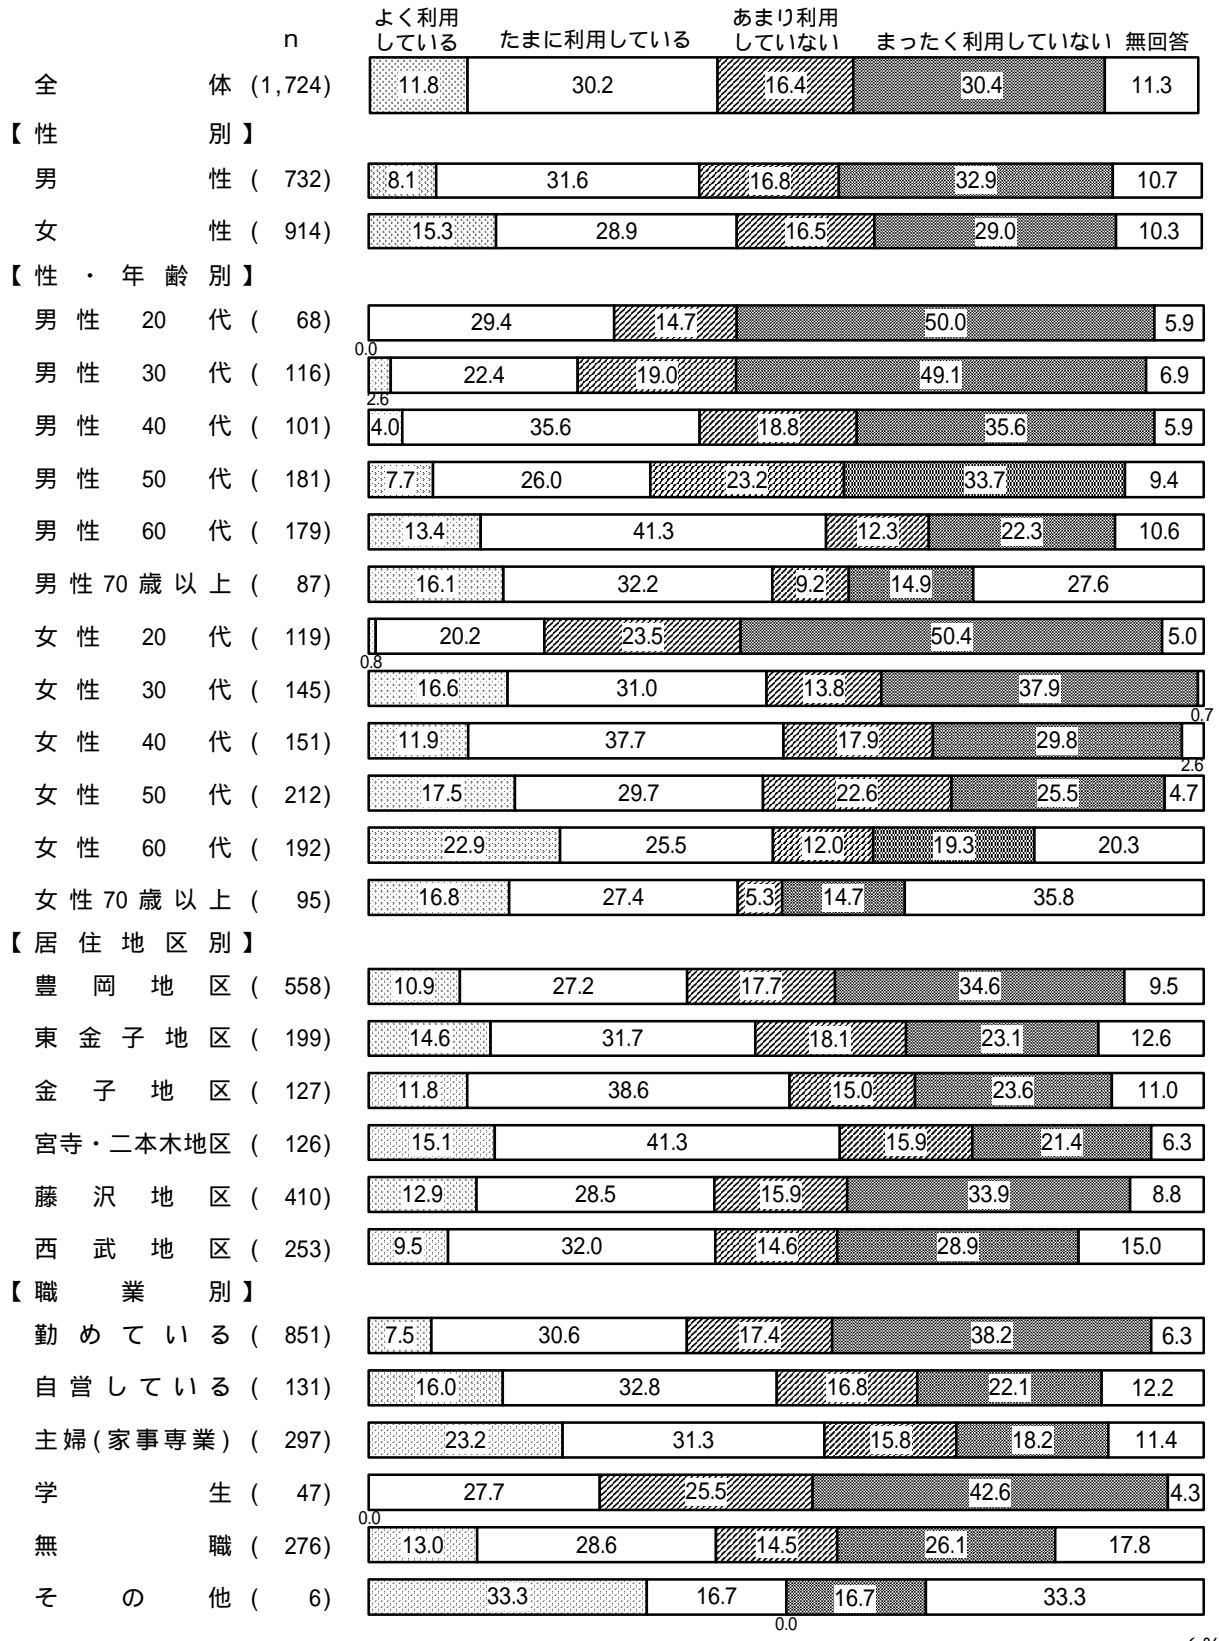 よく利用 あまり利用
n している たまに利用している していない まったく利用していない 無回答
全体 (1,724) 11.8 30.2 16.4 30.4 11.3
【性別】
男性 ( 732) 8.1 31.6 16.8 32.9 10.7
女性 ( 914) 15.3 28.9 16.5 29.0 10.3
【性・年齢別】
男性 20 代 ( 68) 29.4 14.7 50.0 5.9
0.0
男性 30 代 ( 116) 22.4 19.0 49.1 6.9
2.6
男性 40 代 ( 101) 4.0 35.6 18.8 35.6 5.9
男性 50 代 ( 181) 7.7 26.0 23.2 33.7 9.4
男性 60 代 ( 179) 13.4 41.3 12.3 22.3 10.6
男性 70 歳以上 ( 87) 16.1 32.2 9.2 14.9 27.6
女性 20 代 ( 119) 20.2 23.5 50.4 5.0
0.8
女性 30 代 ( 145) 16.6 31.0 13.8 37.9
0.7
女性 40 代 ( 151) 11.9 37.7 17.9 29.8
2.6
女性 50 代 ( 212) 17.5 29.7 22.6 25.5 4.7
女性 60 代 ( 192) 22.9 25.5 12.0 19.3 20.3
女性 70 歳以上 ( 95) 16.8 27.4 5.3 14.7 35.8
【居住地区別】
豊岡地区 ( 558) 10.9 27.2 17.7 34.6 9.5
東金子地区 ( 199) 14.6 31.7 18.1 23.1 12.6
金子地区 ( 127) 11.8 38.6 15.0 23.6 11.0
宮寺・二本木地区 ( 126) 15.1 41.3 15.9 21.4 6.3
藤沢地区 ( 410) 12.9 28.5 15.9 33.9 8.8
西武地区 ( 253) 9.5 32.0 14.6 28.9 15.0
【職業別】
勤めている ( 851) 7.5 30.6 17.4 38.2 6.3
自営している ( 131) 16.0 32.8 16.8 22.1 12.2
主婦(家事専業) ( 297) 23.2 31.3 15.8 18.2 11.4
学生 ( 47) 27.7 25.5 42.6 4.3
0.0
無職 ( 276) 13.0 28.6 14.5 26.1 17.8
その他 ( 6) 33.3 16.7 16.7 33.3
0.0